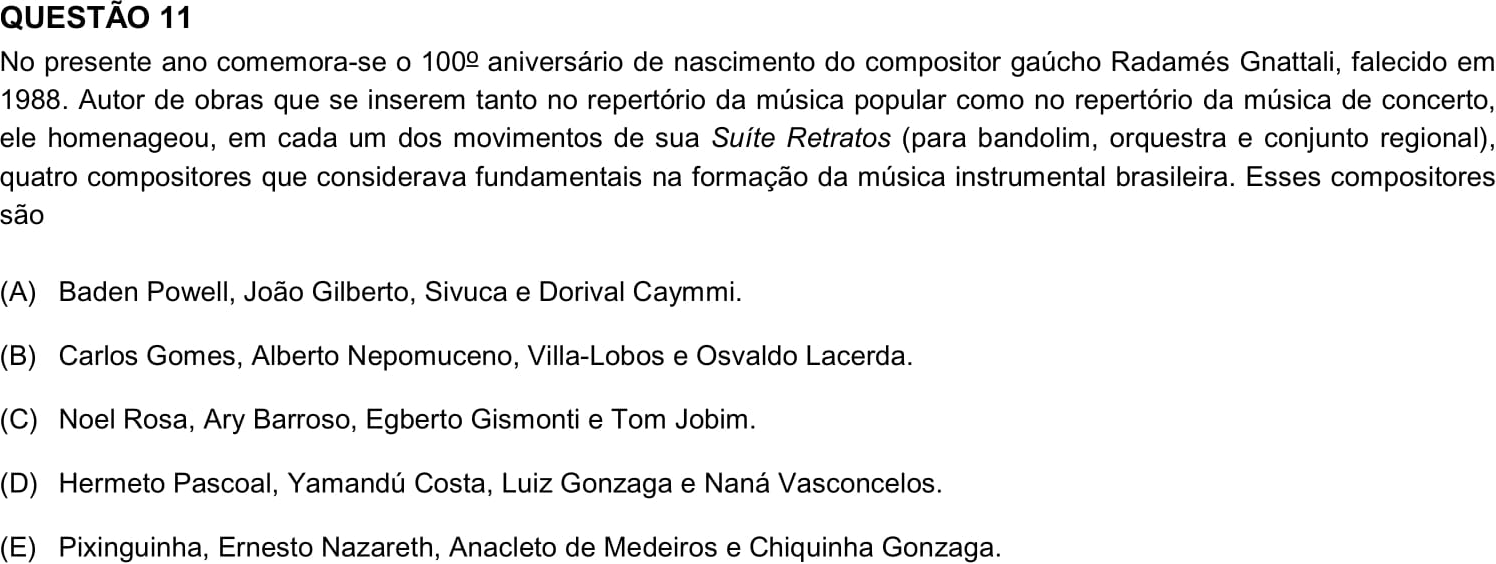 QUESTÃO 11
No presente ano comemora-se o 100º aniversário de nascimento do compositor gaúcho Radamés Gnattali, falecido em
1988. Autor de obras que se inserem tanto no repertório da música popular como no repertório da música de concerto,
ele homenageou, em cada um dos movimentos de sua Suíte Retratos (para bandolim, orquestra e conjunto regional),
quatro compositores que considerava fundamentais na formação da música instrumental brasileira. Esses compositores
são
(A) Baden Powell, João Gilberto, Sivuca e Dorival Caymmi.
(B) Carlos Gomes, Alberto Nepomuceno, Villa-Lobos e Osvaldo Lacerda.
(C) Noel Rosa, Ary Barroso, Egberto Gismonti e Tom Jobim.
(D) Hermeto Pascoal, Yamandú Costa, Luiz Gonzaga e Naná Vasconcelos.
(E) Pixinguinha, Ernesto Nazareth, Anacleto de Medeiros e Chiquinha Gonzaga.